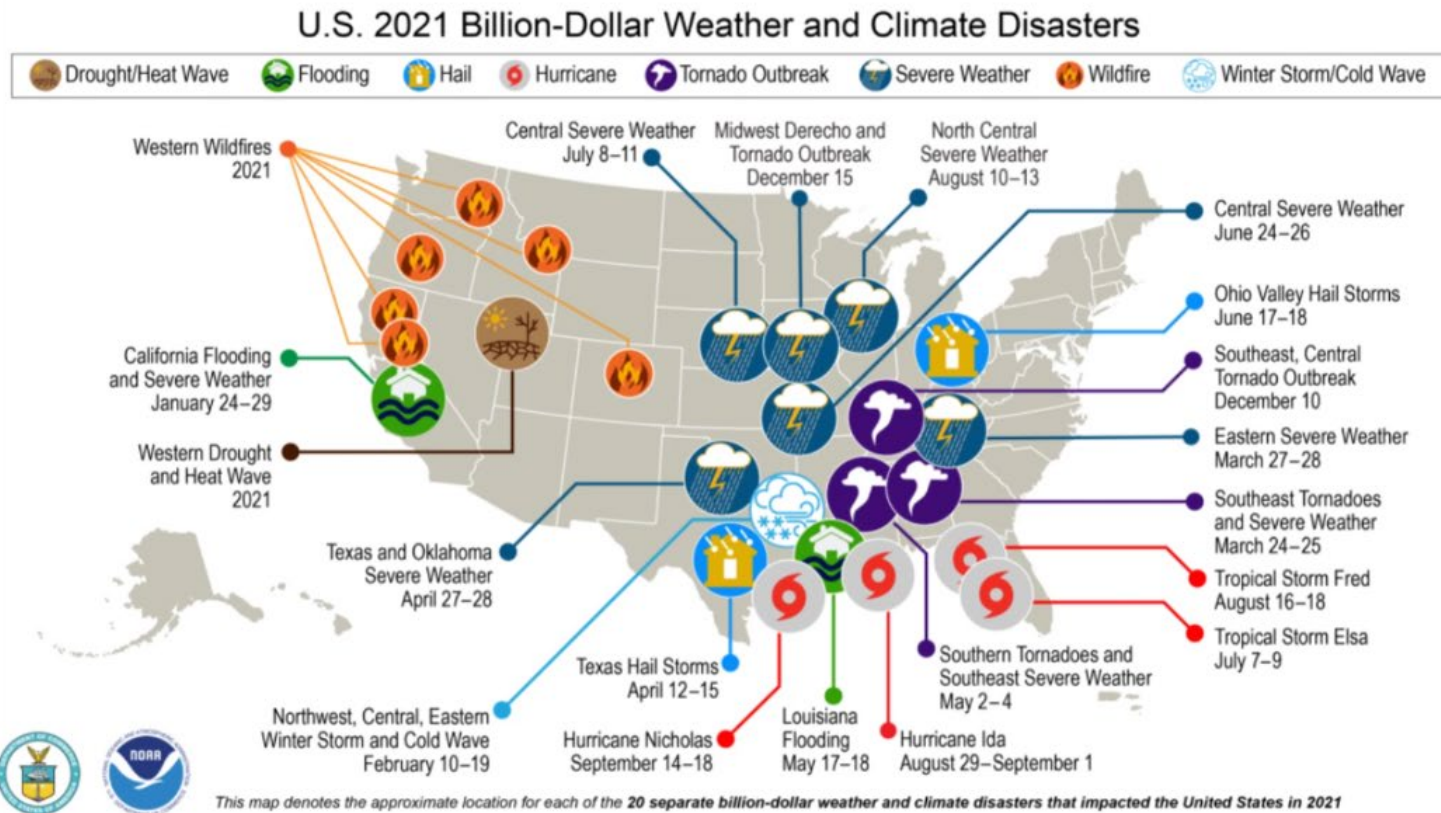 U.S. 2021 Billion-Dollar Weather and Climate Disasters
Drought/Heat Wave
Flooding
Hail
Hurricane
Tornado Outbreak
Severe Weather
Wildfire
Winter Storm/Cold Wave
Western Wildfires
2021
Central Severe Weather
July 8–11
Midwest Derecho and
Tornado Outbreak
December 15
North Central
Severe Weather
August 10–13
Central Severe Weather
June 24–26
Ohio Valley Hail Storms
June 17–18
California Flooding
and Severe Weather
January 24–29
Southeast, Central
Tornado Outbreak
December 10
Western Drought
and Heat Wave
2021
Eastern Severe Weather
March 27–28
Southeast Tornadoes
and Severe Weather
March 24–25
Texas and Oklahoma
Severe Weather
April 27–28
Tropical Storm Fred
August 16–18
Tropical Storm Elsa
July 7–9
Texas Hail Storms
April 12–15
Southern Tornadoes and
Southeast Severe Weather
May 2–4
Northwest, Central, Eastern
Winter Storm and Cold Wave
February 10–19
Hurricane Nicholas
September 14–18
Louisiana
Flooding
May 17–18
Hurricane Ida
August 29–September 1
DEPARTMENT OF COMMERCE
UNITED STATES OF AMERICA
NOAA
This map denotes the approximate location for each of the 20 separate billion-dollar weather and climate disasters that impacted the United States in 2021